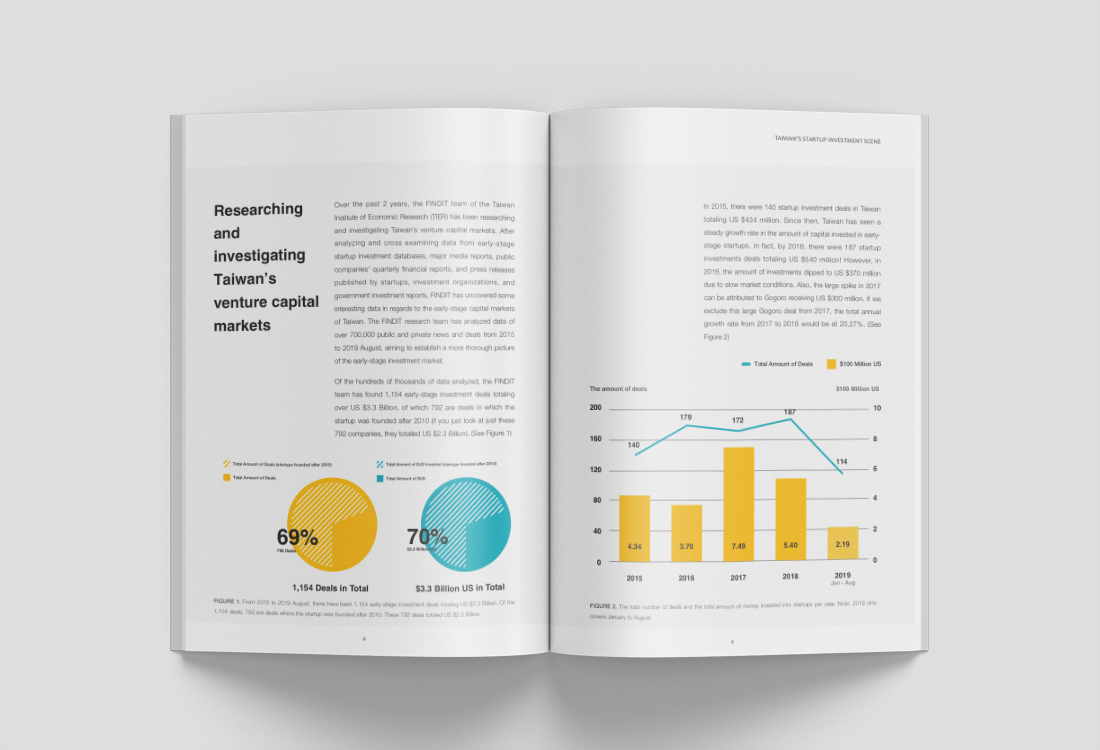 Researching
and
investigating
Taiwan's
venture capital
markets
Over the past 2 years, the FINDIT team of the Taiwan
Institute of Economic Research (TIER) has been researching
and investigating Taiwan's venture capital markets. After
analyzing and cross examining data from early-stage
startup investment databases, major media reports, public
companies' quarterly financial reports, and press releases
published by startups, investment organizations, and
government investment reports, FINDIT has uncovered some
interesting data in regards to the early-stage capital markets
of Taiwan. The FINDIT research team has analyzed data of
over 700,000 public and private news and deals from 2015
to 2019 August, aiming to establish a more thorough picture
of the early-stage investment market.
Of the hundreds of thousands of data analyzed, the FINDIT
team has found 1,154 early-stage investment deals totaling
over US $3.3 Billion, of which 792 are deals in which the
startup was founded after 2010 (if you just look at just these
792 companies, they totalled US $2.3 Billion). (See Figure 1)
Total Amount of Deals (startups founded after 2010)
Total Amount of Deals
Total Amount of $US Invested (startups founded after 2010)
Total Amount of $US
69%
792 Deals
70%
$2.3 Billion
1,154 Deals in Total
$3.3 Billion US in Total
FIGURE 1. From 2015 to 2019 August, there have been 1,154 early-stage investment deals totaling US $3.3 Billion. Of the
1,154 deals, 792 are deals where the startup was founded after 2010. These 792 deals totaled US $2.3 Billion.
8
TAIWAN'S STARTUP INVESTMENT SCENE
In 2015, there were 140 startup investment deals in Taiwan
totaling US $434 million. Since then, Taiwan has seen a
steady growth rate in the amount of capital invested in early-
stage startups. In fact, by 2018, there were 187 startup
investments deals totaling US $540 million! However, in
2016, the amount of investments dipped to US $370 million
due to slow market conditions. Also, the large spike in 2017
can be attributed to Gogoro receiving US $300 million. If we
exclude this large Gogoro deal from 2017, the total annual
growth rate from 2017 to 2018 would be at 20.27%. (See
Figure 2)
Total Amount of Deals
$100 Million US
The amount of deals
$100 Million US
200
160
120
80
40
0
10
8
6
4
2
0
140
179
172
187
114
4.34
3.70
7.49
5.40
2.19
2015
2016
2017
2018
2019
Jan - Aug
FIGURE 2. The total number of deals and the total amount of money invested into startups per year. Note: 2019 only
covers January to August.
9